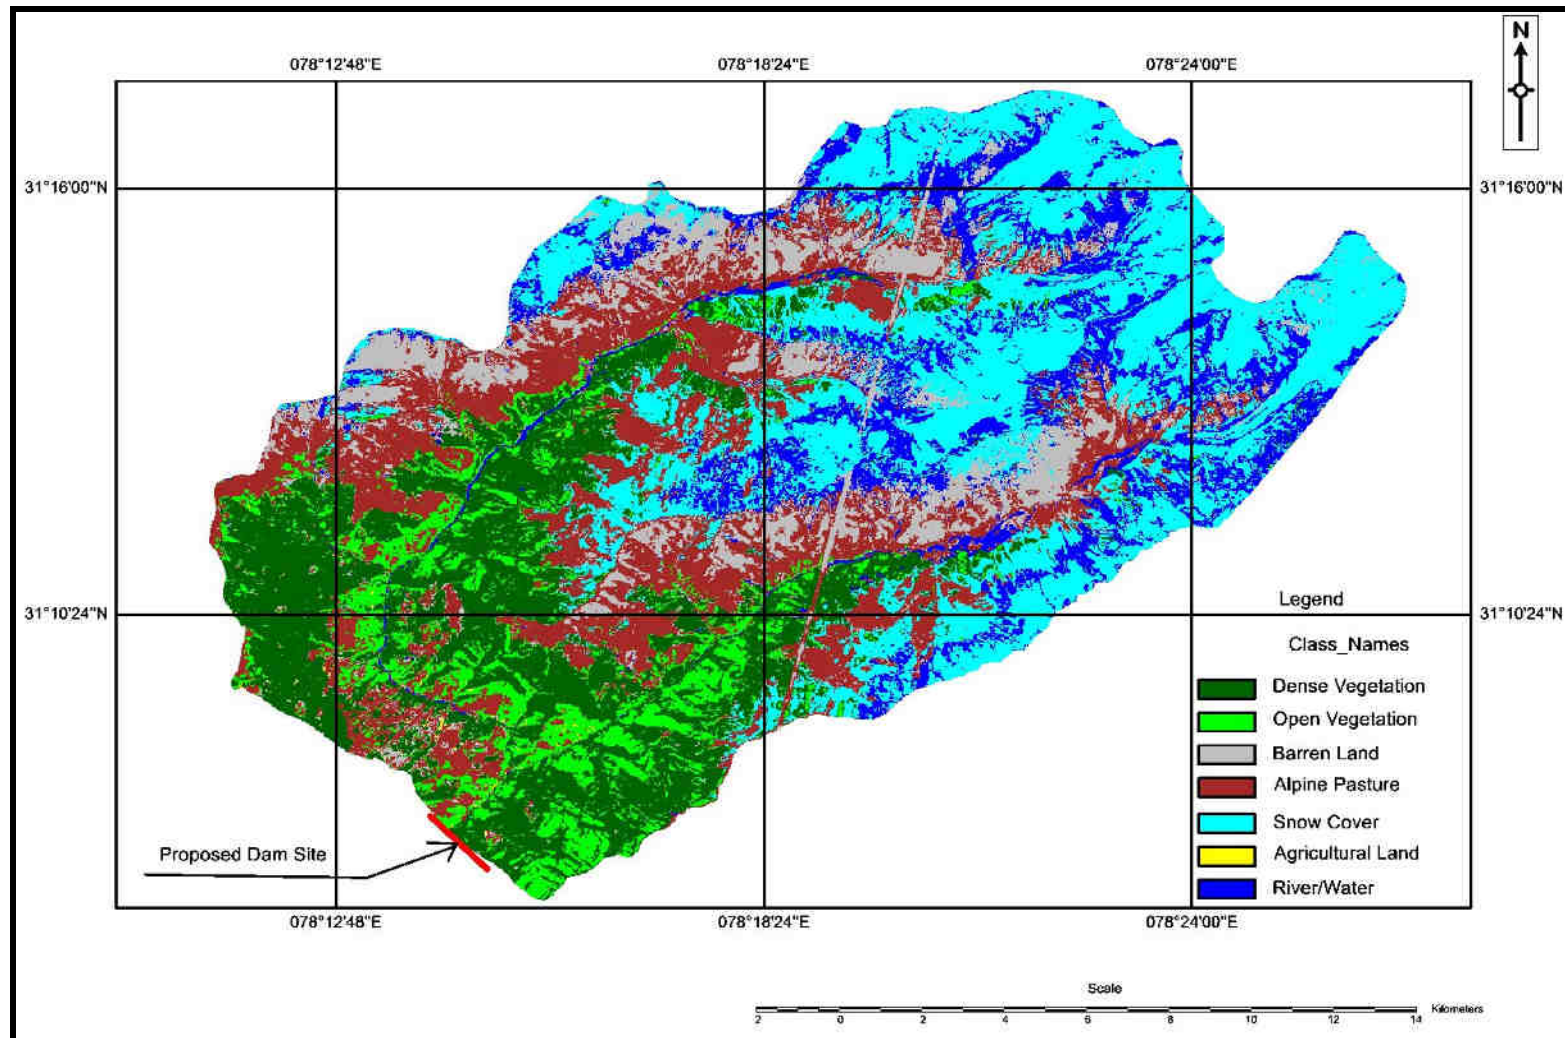 N
078°12'48"E 078°18'24"E 078°24'00"E
31°16'00"N 31°16'00"N
31°10'24"N 31°10'24"N
Legend
Class_Names
Dense Vegetation
Open Vegetation
Barren Land
Alpine Pasture
Snow Cover
Agricultural Land
River/Water
Proposed Dam Site
078°12'48"E 078°18'24"E 078°24'00"E
Scale
2 0 2 4 6 8 10 12 14 Kilometers